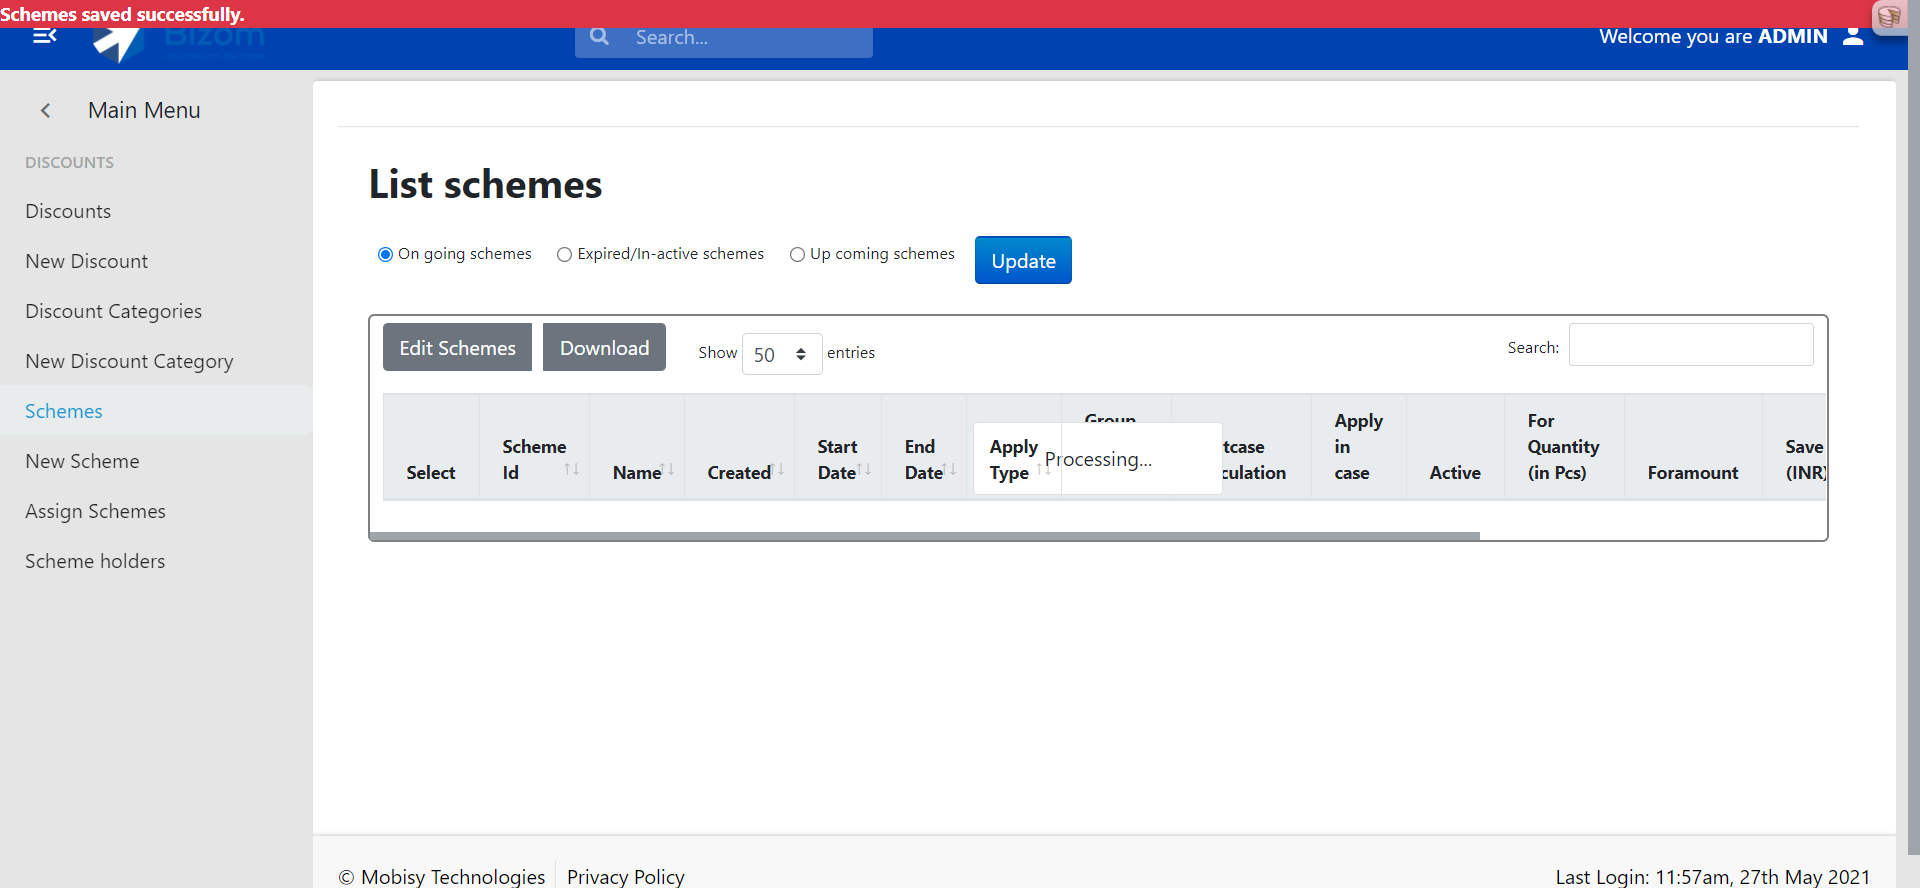 Schemes saved successfully.
Bizom
Search...
Welcome you are ADMIN
Main Menu
DISCOUNTS
Discounts
New Discount
Discount Categories
New Discount Category
Schemes
New Scheme
Assign Schemes
Scheme holders
List schemes
On going schemes
Expired/In-active schemes
Up coming schemes
Update
Edit Schemes
Download
Show 50 entries
Search:
Select
Scheme
Id
Name
Created
Start
Date
End
Date
Apply
Type
Group
Processing...
tcase
culation
Apply
in
case
Active
For
Quantity
(in Pcs)
Foramount
Save
(INR)
© Mobisy Technologies
Privacy Policy
Last Login: 11:57am, 27th May 2021